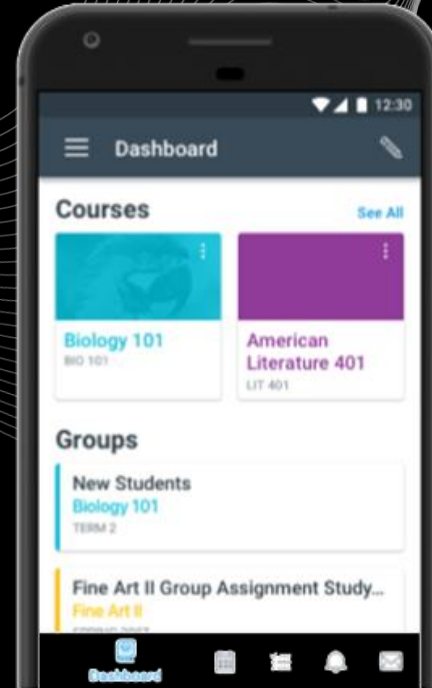 12:30
Dashboard
Courses
See All
Biology 101
BIO 101
American
Literature 401
LIT 401
Groups
New Students
Biology 101
TERM 2
Fine Art II Group Assignment Study...
Fine Art II
Dashboard